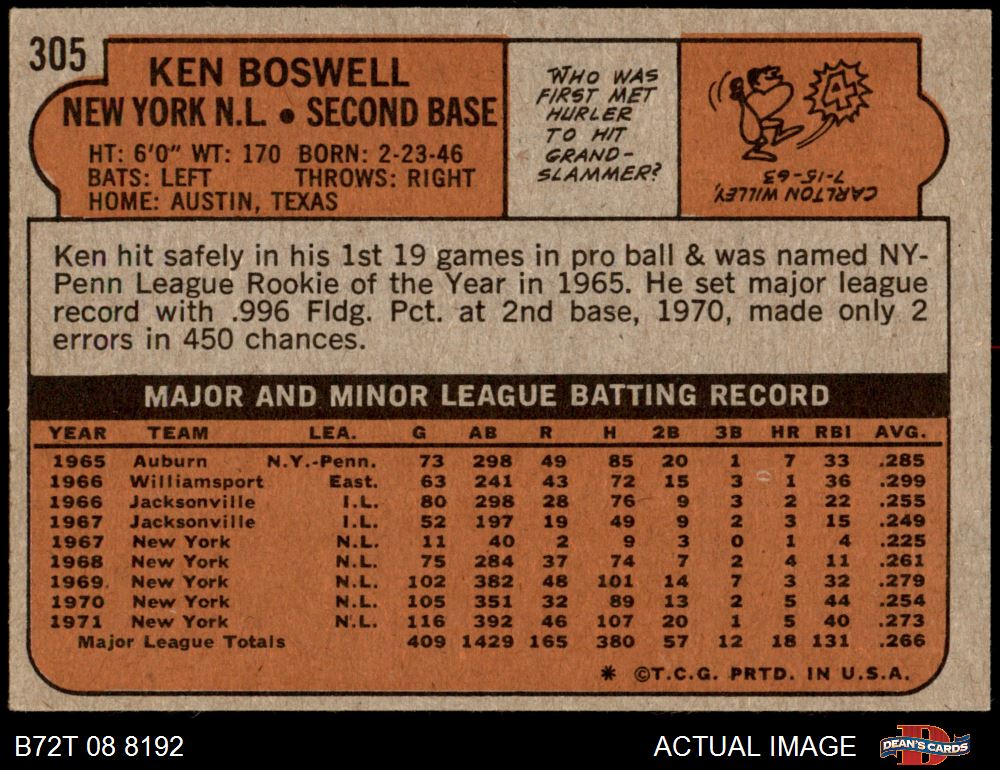 305
KEN BOSWELL
NEW YORK N.L. • SECOND BASE
HT: 6'0" WT: 170 BORN: 2-23-46
BATS: LEFT THROWS: RIGHT
HOME: AUSTIN, TEXAS
WHO WAS
FIRST MET
HURLER
TO HIT
GRAND-
SLAMMER?
4
CARLTON WILLEY,
7-15-63
Ken hit safely in his 1st 19 games in pro ball & was named NY-
Penn League Rookie of the Year in 1965. He set major league
record with .996 Fldg. Pct. at 2nd base, 1970, made only 2
errors in 450 chances.
MAJOR AND MINOR LEAGUE BATTING RECORD
YEAR TEAM LEA. G AB R H 2B 3B HR RBI AVG.
1965 Auburn N.Y.-Penn. 73 298 49 85 20 1 7 33 .285
1966 Williamsport East. 63 241 43 72 15 3 1 36 .299
1966 Jacksonville I.L. 80 298 28 76 9 3 2 22 .255
1967 Jacksonville I.L. 52 197 19 49 9 2 3 15 .249
1967 New York N.L. 11 40 2 9 3 0 1 4 .225
1968 New York N.L. 75 284 37 74 7 2 4 11 .261
1969 New York N.L. 102 382 48 101 14 7 3 32 .279
1970 New York N.L. 105 351 32 89 13 2 5 44 .254
1971 New York N.L. 116 392 46 107 20 1 5 40 .273
Major League Totals 409 1429 165 380 57 12 18 131 .266
* ©T.C.G. PRTD. IN U.S.A.
B72T 08 8192
ACTUAL IMAGE
D
DEAN'S CARDS